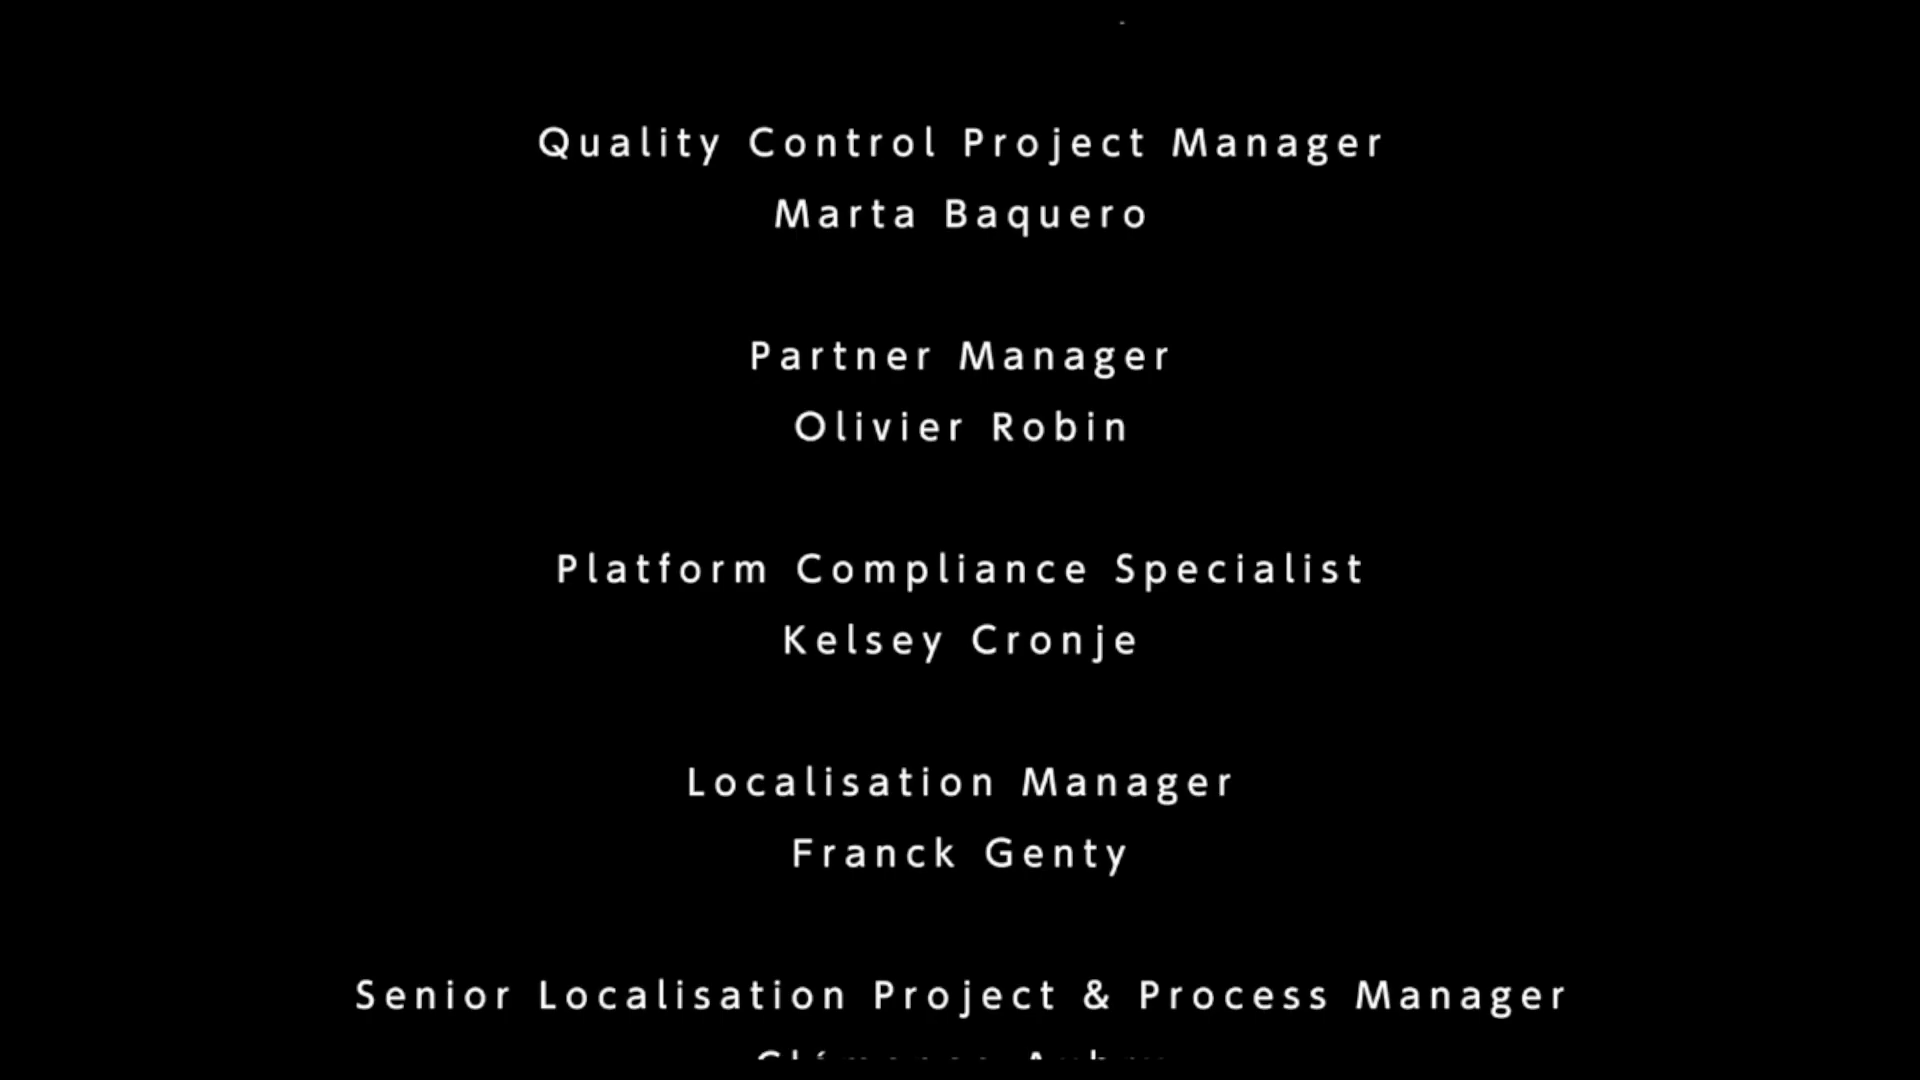 Quality Control Project Manager
Marta Baquero
Partner Manager
Olivier Robin
Platform Compliance Specialist
Kelsey Cronje
Localisation Manager
Franck Genty
Senior Localisation Project & Process Manager